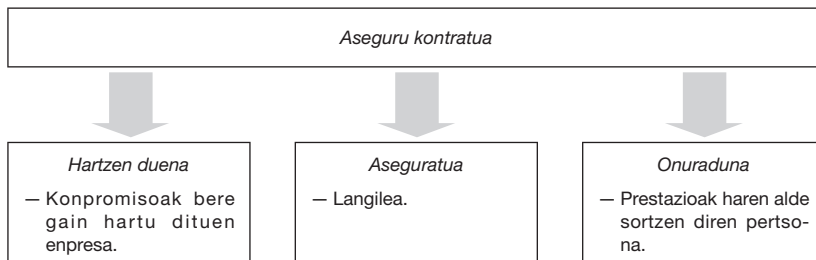 Aseguru kontratua
Hartzen duena
— Konpromisoak bere
gain hartu dituen
enpresa.
Aseguratua
— Langilea.
Onuraduna
— Prestazioak haren alde
sortzen diren pertso-
na.